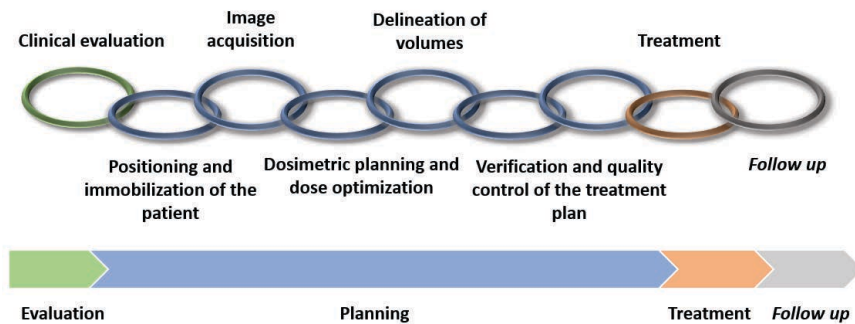 Clinical evaluation
Image
acquisition
Delineation of
volumes
Treatment
Positioning and
immobilization of the
patient
Dosimetric planning and
dose optimization
Verification and quality
control of the treatment
plan
Follow up
Evaluation
Planning
Treatment
Follow up